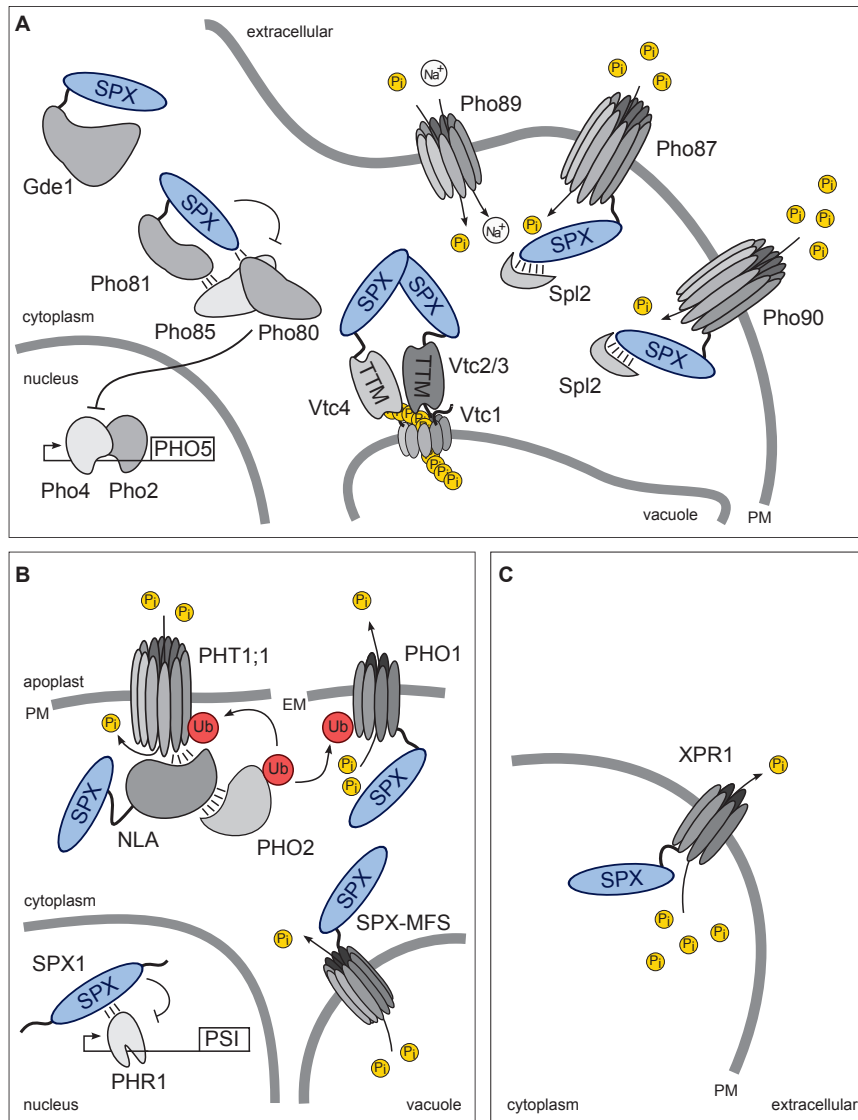 A
extracellular
Pi
Na+
Pi
Pi
Pi
SPX
Pho89
Pho87
Gde1
SPX
Pi
Pi
Pi
Pi
Pi
Na+
Pi
SPX
Pho81
SPX
SPX
Spl2
Pi
Pho85
Pho80
Pho90
cytoplasm
SPX
nucleus
TTM
TTM
Vtc2/3
Spl2
Vtc4
Vtc1
P
P
PHO5
Pi
P
P
Pi
Pho4
Pho2
vacuole
PM
B
Pi
Pi
Pi
PHT1;1
PHO1
apoplast
PM
EM
Pi
Ub
Ub
Ub
Pi
Pi
SPX
SPX
NLA
PHO2
SPX
cytoplasm
SPX-MFS
Pi
SPX1
SPX
PSI
PHR1
Pi
Pi
nucleus
vacuole
C
XPR1
Pi
SPX
Pi
Pi
Pi
Pi
PM
cytoplasm
extracellular